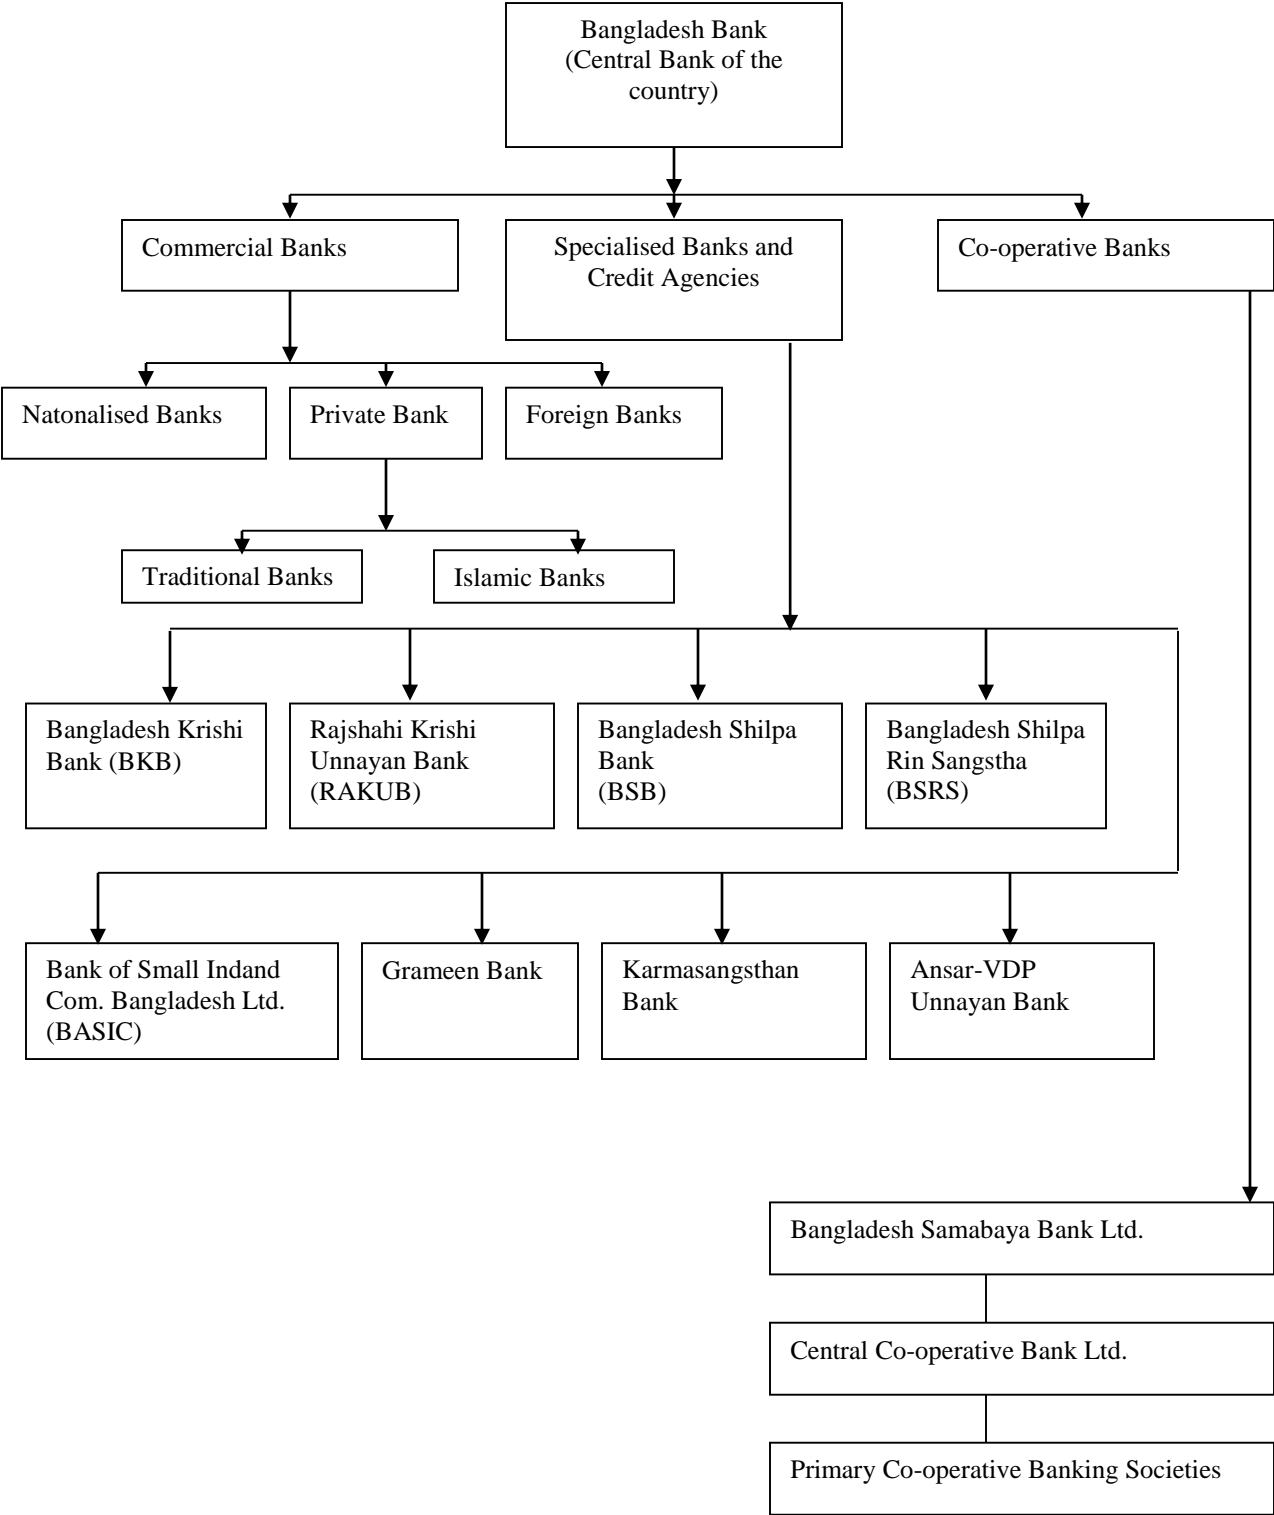 Bangladesh Bank
(Central Bank of the
country)
Commercial Banks
Specialised Banks and
Credit Agencies
Co-operative Banks
Natonalised Banks
Private Bank
Foreign Banks
Traditional Banks
Islamic Banks
Bangladesh Krishi
Bank (BKB)
Rajshahi Krishi
Unnayan Bank
(RAKUB)
Bangladesh Shilpa
Bank
(BSB)
Bangladesh Shilpa
Rin Sangstha
(BSRS)
Bank of Small Indand
Com. Bangladesh Ltd.
(BASIC)
Grameen Bank
Karmasangsthan
Bank
Ansar-VDP
Unnayan Bank
Bangladesh Samabaya Bank Ltd.
Central Co-operative Bank Ltd.
Primary Co-operative Banking Societies